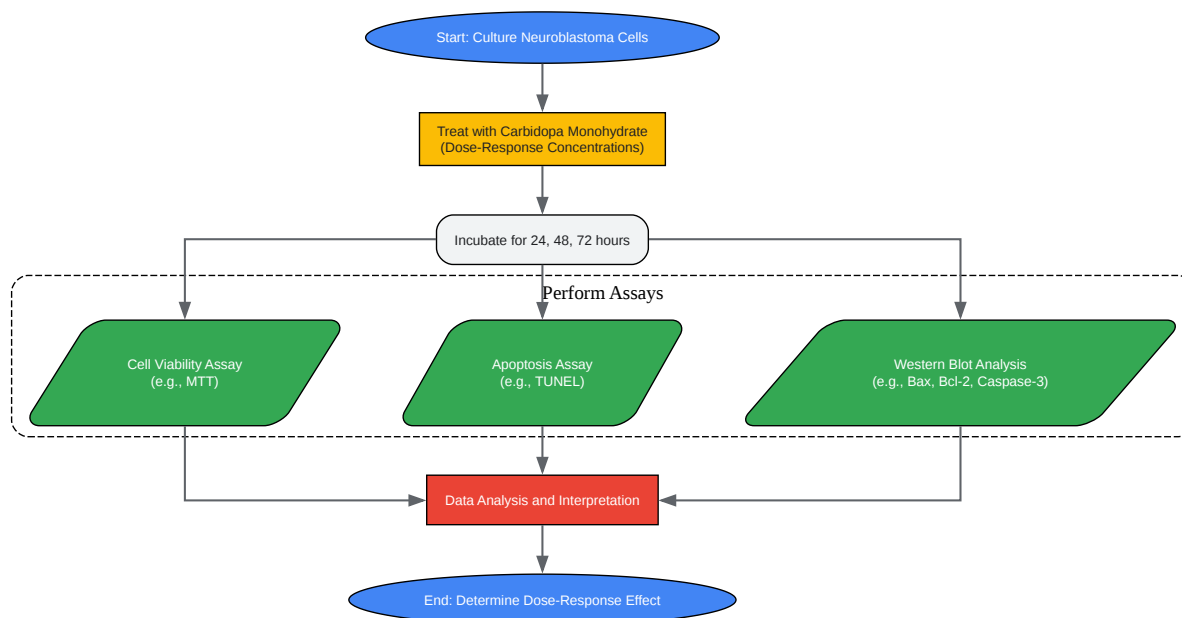 Start: Culture Neuroblastoma Cells
Treat with Carbidopa Monohydrate
(Dose-Response Concentrations)
Incubate for 24, 48, 72 hours
Perform Assays
Cell Viability Assay
(e.g., MTT)
Apoptosis Assay
(e.g., TUNEL)
Western Blot Analysis
(e.g., Bax, Bcl-2, Caspase-3)
Data Analysis and Interpretation
End: Determine Dose-Response Effect